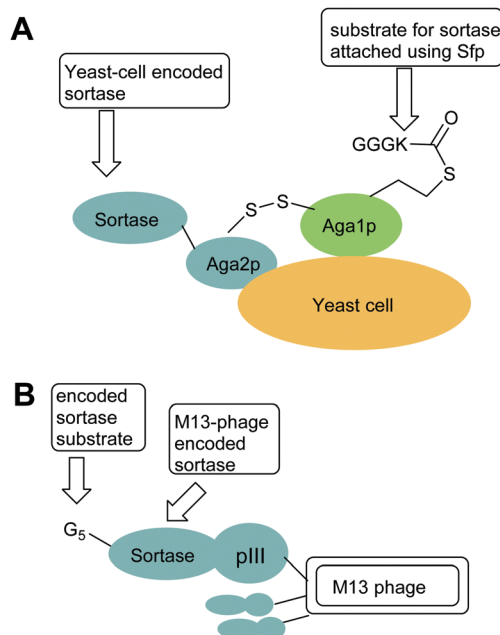 A
Yeast-cell encoded
sortase
substrate for sortase
attached using Sfp
GGGK
O
S
S
S
Sortase
Aga2p
Aga1p
Yeast cell
B
encoded
sortase
substrate
M13-phage
encoded
sortase
G5
Sortase
pIII
M13 phage